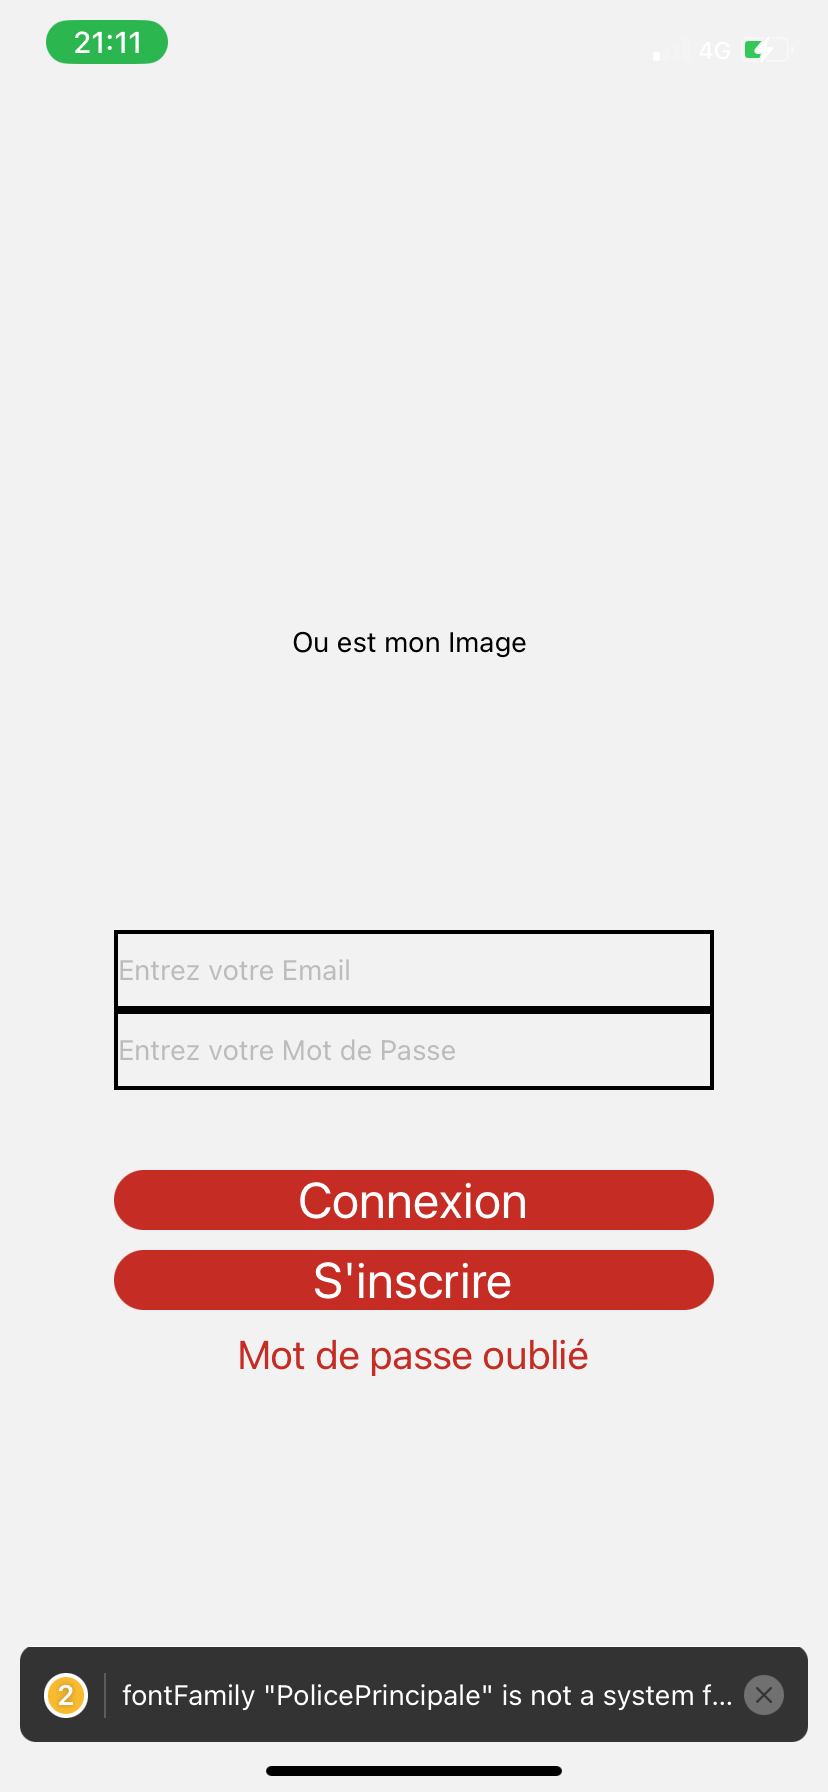 21:11
4G
Ou est mon Image
Entrez votre Email
Entrez votre Mot de Passe
Connexion
S'inscrire
Mot de passe oublié
2
fontFamily "PolicePrincipale" is not a system f...